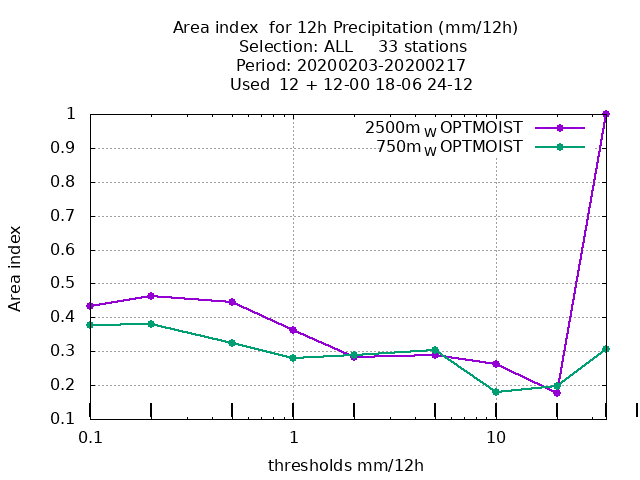 Area index  for 12h Precipitation (mm/12h)
Selection: ALL     33 stations
Period: 20200203-20200217
Used  12 + 12-00 18-06 24-12
2500m W OPTMOIST
750m W OPTMOIST
1
0.9
0.8
0.7
0.6
0.5
0.4
0.3
0.2
0.1
Area index
0.1 1 10
thresholds mm/12h